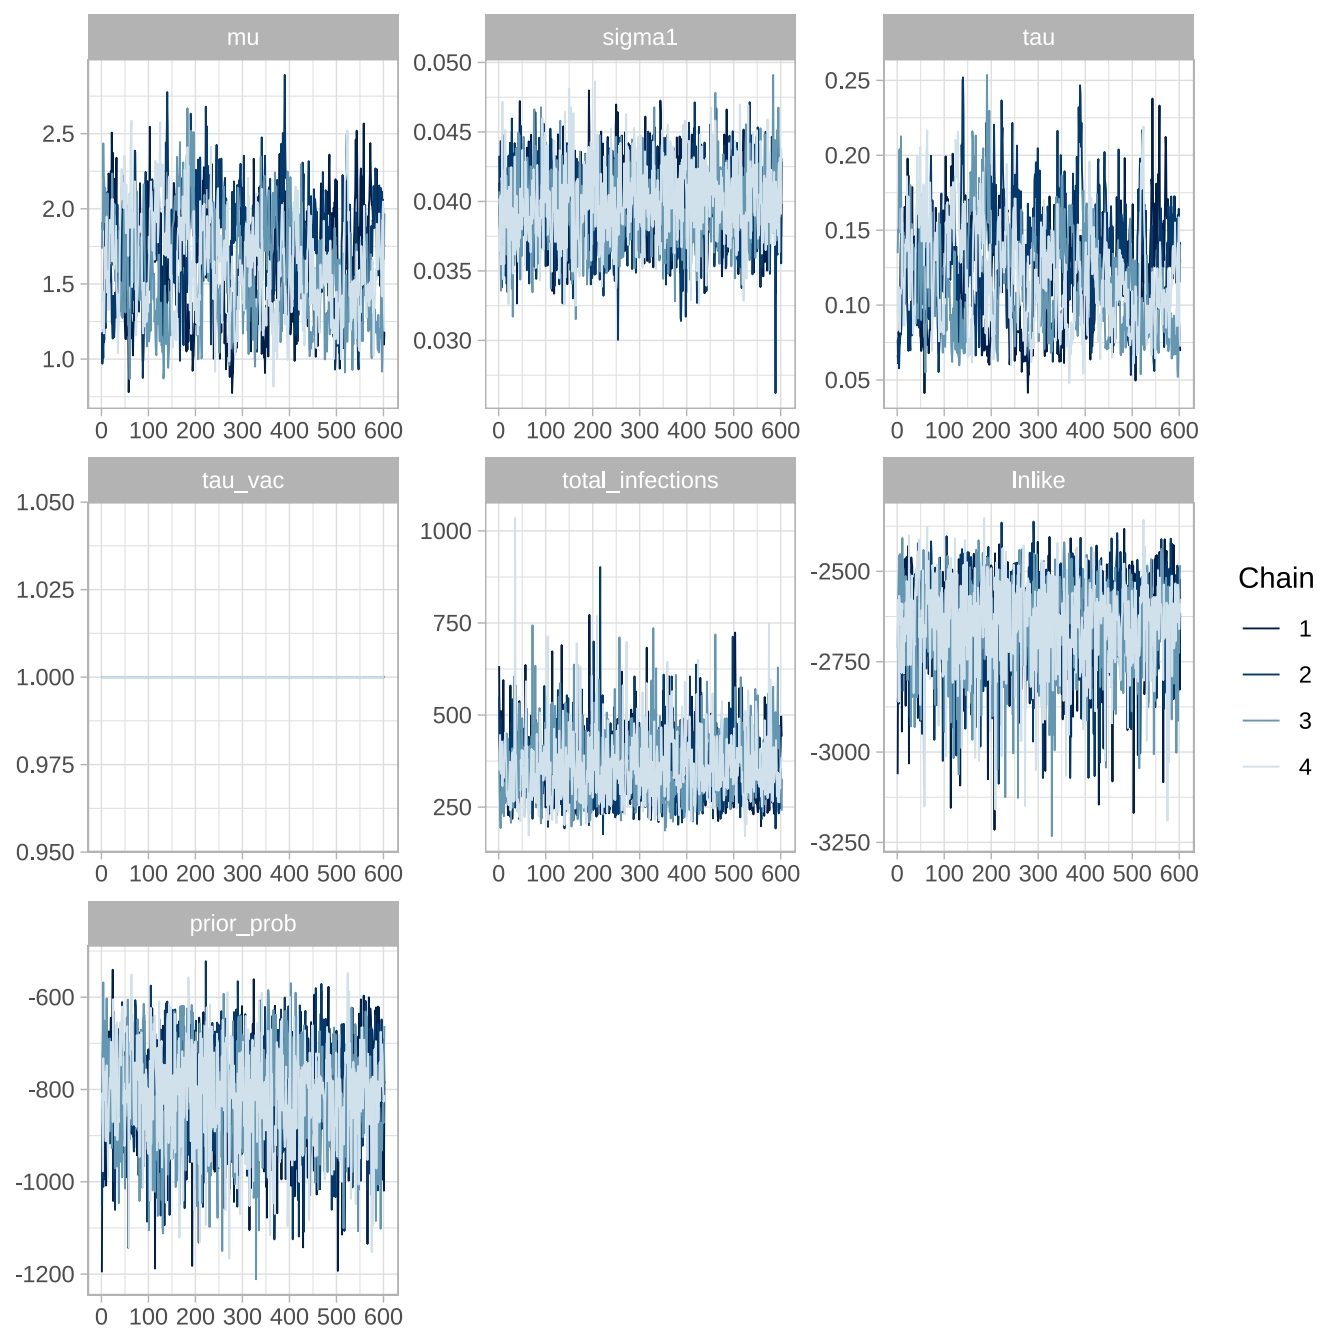 mu
sigma1
tau
2.5
2.0
1.5
1.0
0.050
0.045
0.040
0.035
0.030
0.25
0.20
0.15
0.10
0.05
0 100 200 300 400 500 600
0 100 200 300 400 500 600
0 100 200 300 400 500 600
tau_vac
total_infections
lnlike
1.050
1.025
1.000
0.975
0.950
1000
750
500
250
-2500
-2750
-3000
-3250
0 100 200 300 400 500 600
0 100 200 300 400 500 600
0 100 200 300 400 500 600
Chain
1
2
3
4
prior_prob
-600
-800
-1000
-1200
0 100 200 300 400 500 600